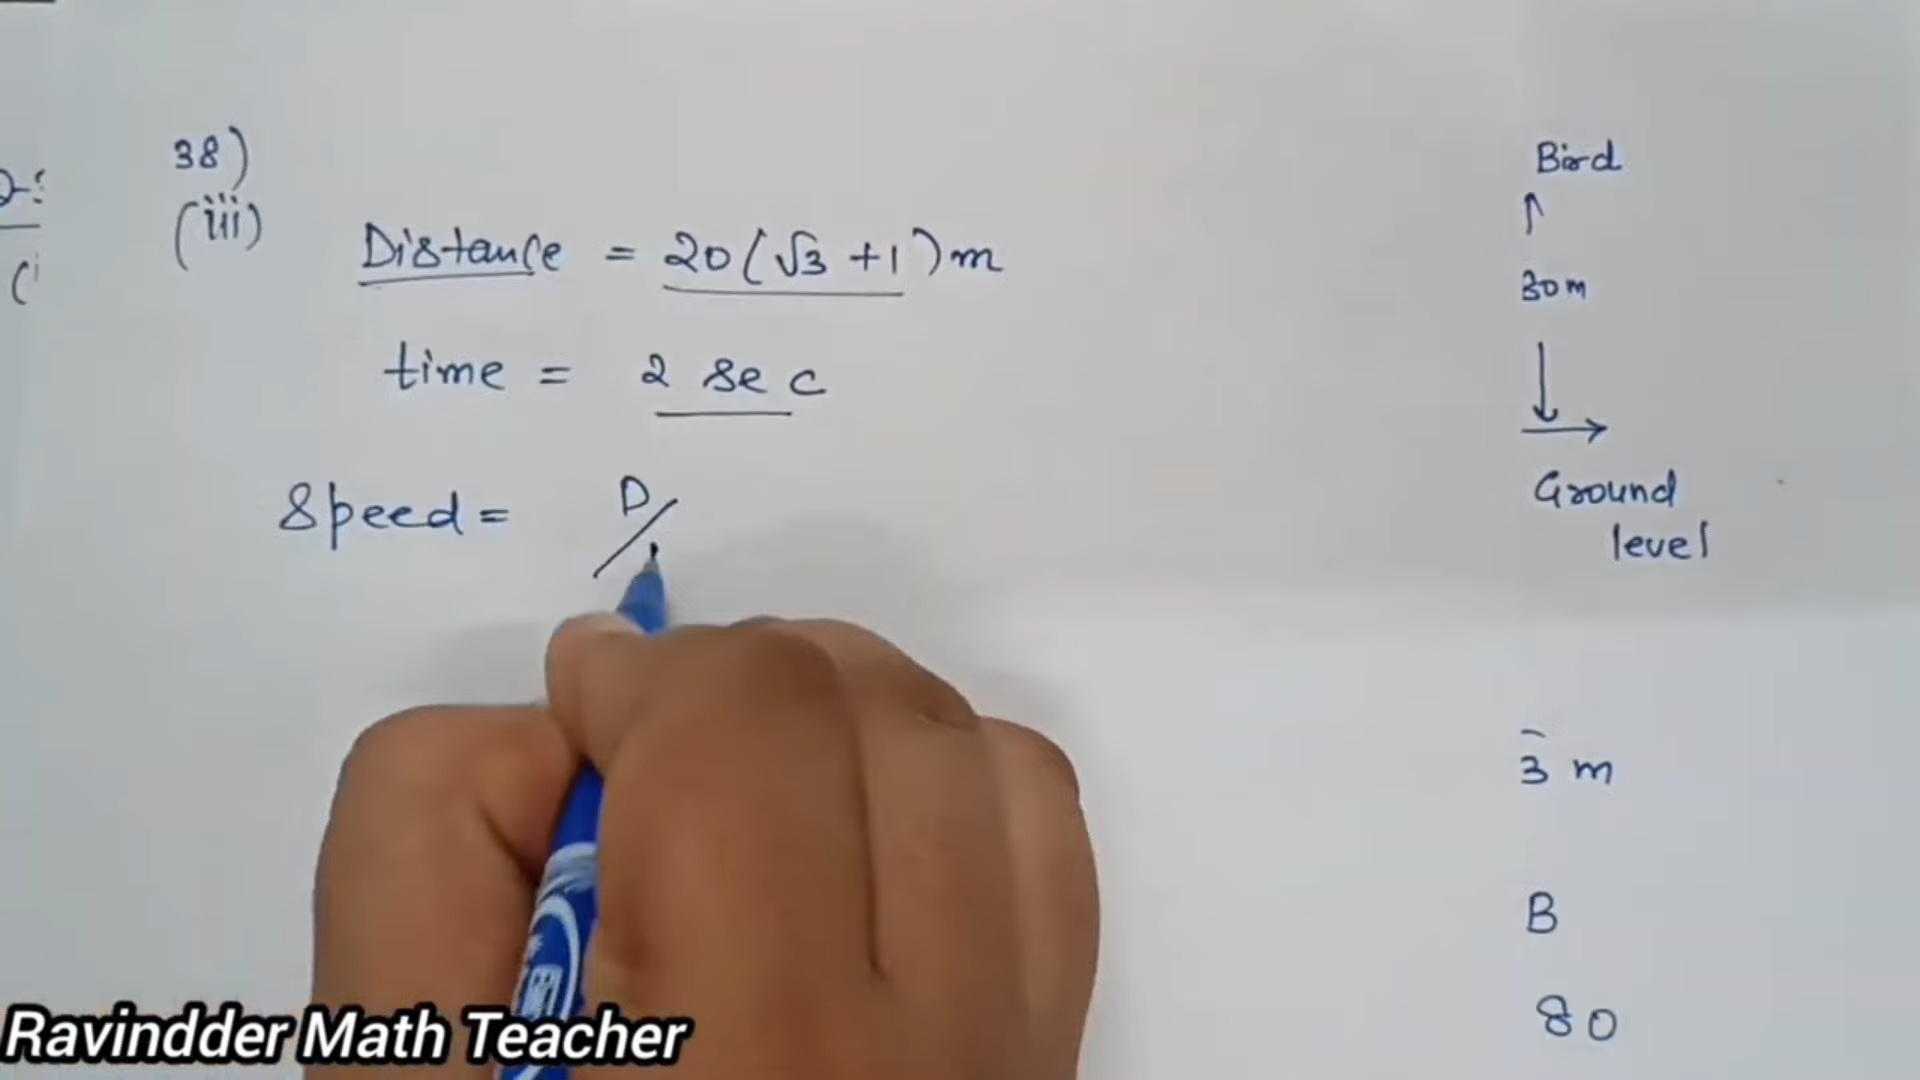 38)
(iii)
Distance = 20(√3 +1)m
time = 2 sec
Speed = D/
Bird
↑
30m
↓
→
Ground
level
3 m
B
80
Ravindder Math Teacher